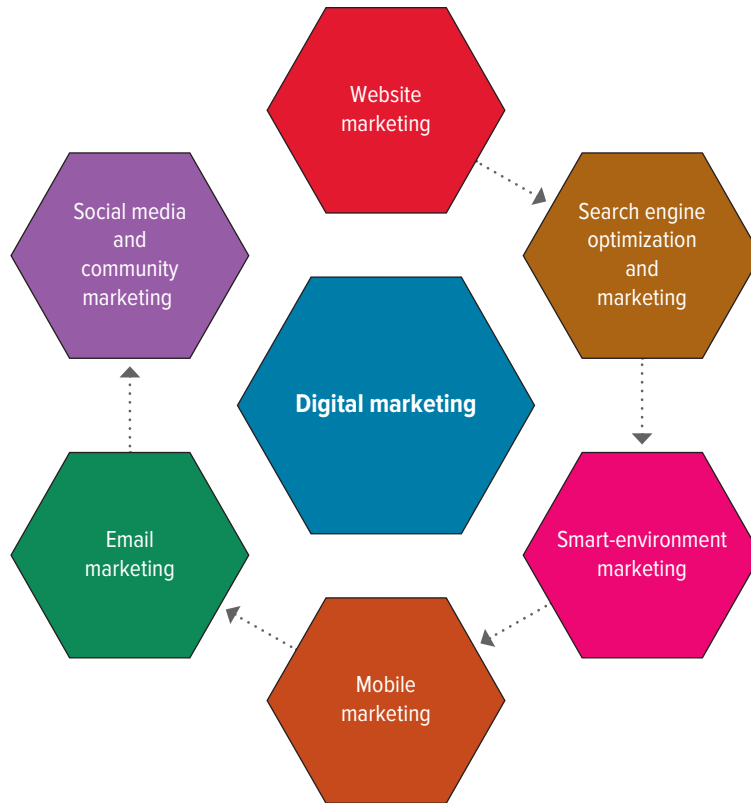 Website
marketing
Search engine
optimization
and
marketing
Smart-environment
marketing
Mobile
marketing
Email
marketing
Social media
and
community
marketing
Digital marketing